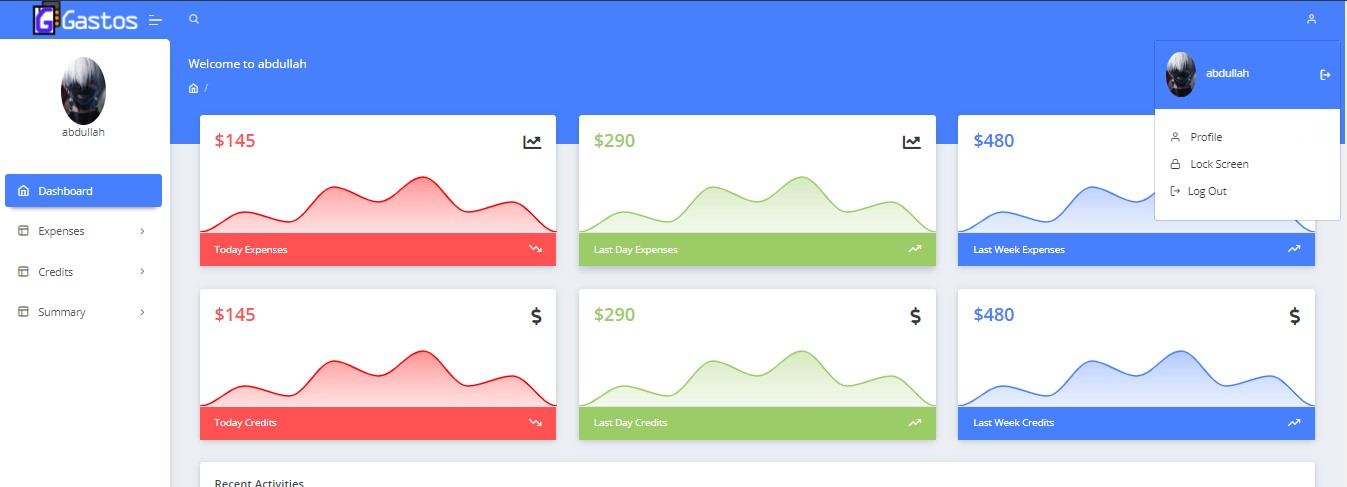 Gastos
Welcome to abdullah
/
abdullah
abdullah
Profile
Lock Screen
Log Out
Dashboard
Expenses
Credits
Summary
$145
Today Expenses
$290
Last Day Expenses
$480
Last Week Expenses
$145
Today Credits
$290
Last Day Credits
$480
Last Week Credits
Recent Activities